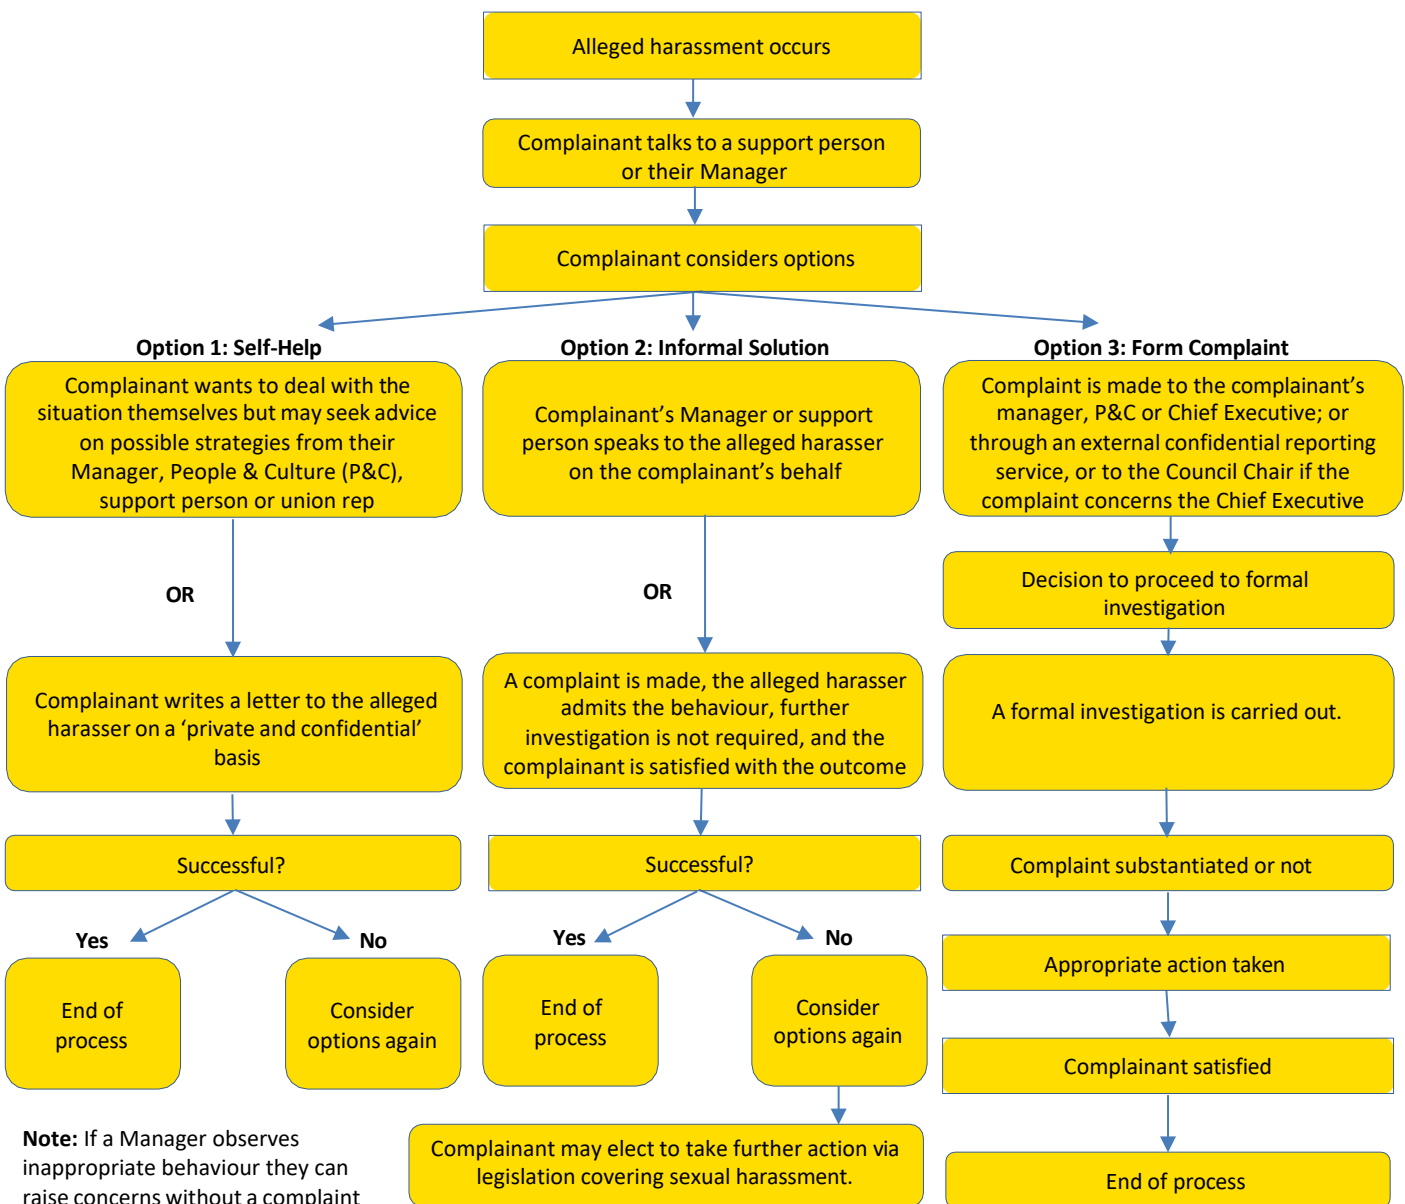 Alleged harassment occurs
Complainant talks to a support person
or their Manager
Complainant considers options
Option 1: Self-Help
Complainant wants to deal with the
situation themselves but may seek advice
on possible strategies from their
Manager, People & Culture (P&C),
support person or union rep
OR
Complainant writes a letter to the alleged
harasser on a ‘private and confidential’
basis
Successful?
Yes
No
End of
process
Consider
options again
Option 2: Informal Solution
Complainant’s Manager or support
person speaks to the alleged harasser
on the complainant’s behalf
OR
A complaint is made, the alleged harasser
admits the behaviour, further
investigation is not required, and the
complainant is satisfied with the outcome
Successful?
Yes
No
End of
process
Consider
options again
Complainant may elect to take further action via
legislation covering sexual harassment.
Option 3: Form Complaint
Complaint is made to the complainant’s
manager, P&C or Chief Executive; or
through an external confidential reporting
service, or to the Council Chair if the
complaint concerns the Chief Executive
Decision to proceed to formal
investigation
A formal investigation is carried out.
Complaint substantiated or not
Appropriate action taken
Complainant satisfied
End of process
Note: If a Manager observes
inappropriate behaviour they can
raise concerns without a complaint